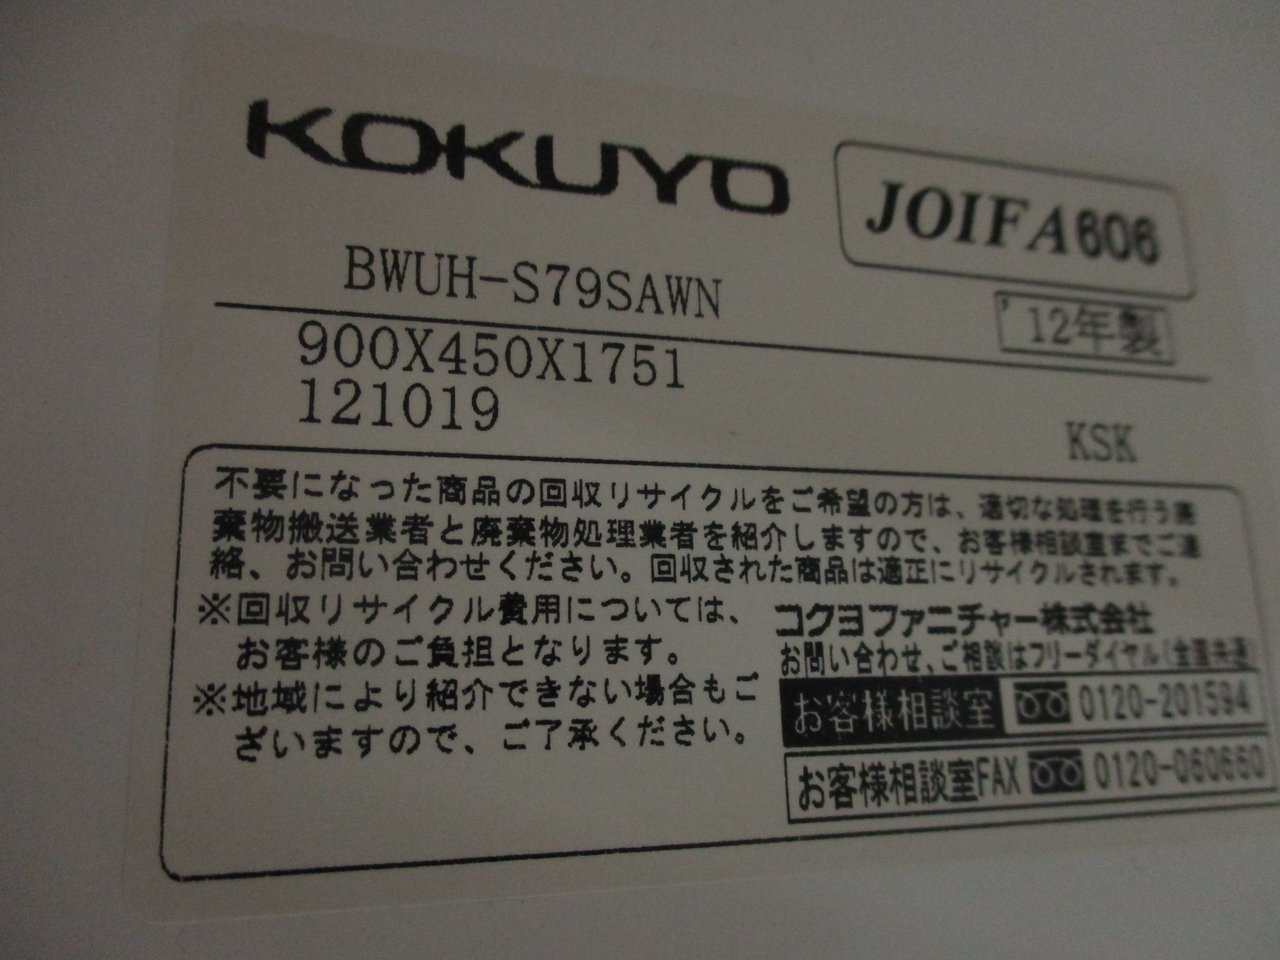 KOKUYO
JOIFA606
BWUH-S79SAWN
'12年製
900X450X1751
121019
KSK
不要になった商品の回収リサイクルをご希望の方は、適切な処理を行う廃
棄物搬送業者と廃棄物処理業者を紹介しますので、お客様相談室までご連
絡、お問い合わせください。回収された商品は適正にリサイクルされます。
※回収リサイクル費用については、
お客様のご負担となります。
※地域により紹介できない場合もご
ざいますので、ご了承ください。
コクヨファニチャー株式会社
お問い合わせ、ご相談はフリーダイヤル(全国共通
お客様相談室 0120-201594
お客様相談室FAX 0120-060660